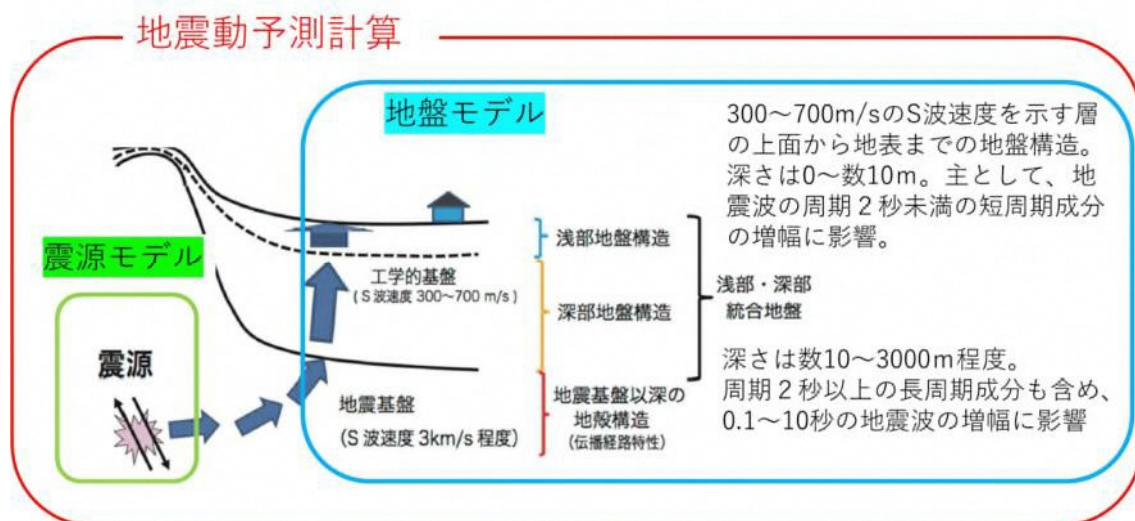 地震動予測計算
地盤モデル
300～700m/sのS波速度を示す層
の上面から地表までの地盤構造。
深さは0～数10m。主として、地
震波の周期２秒未満の短周期成分
の増幅に影響。
震源モデル
震源
浅部地盤構造
工学的基盤
(S波速度 300～700 m/s)
深部地盤構造
浅部・深部
統合地盤
深さは数10～3000m程度。
周期２秒以上の長周期成分も含め、
0.1～10秒の地震波の増幅に影響
地震基盤
(S波速度 3km/s 程度)
地震基盤以深の
地殻構造
(伝播経路特性)